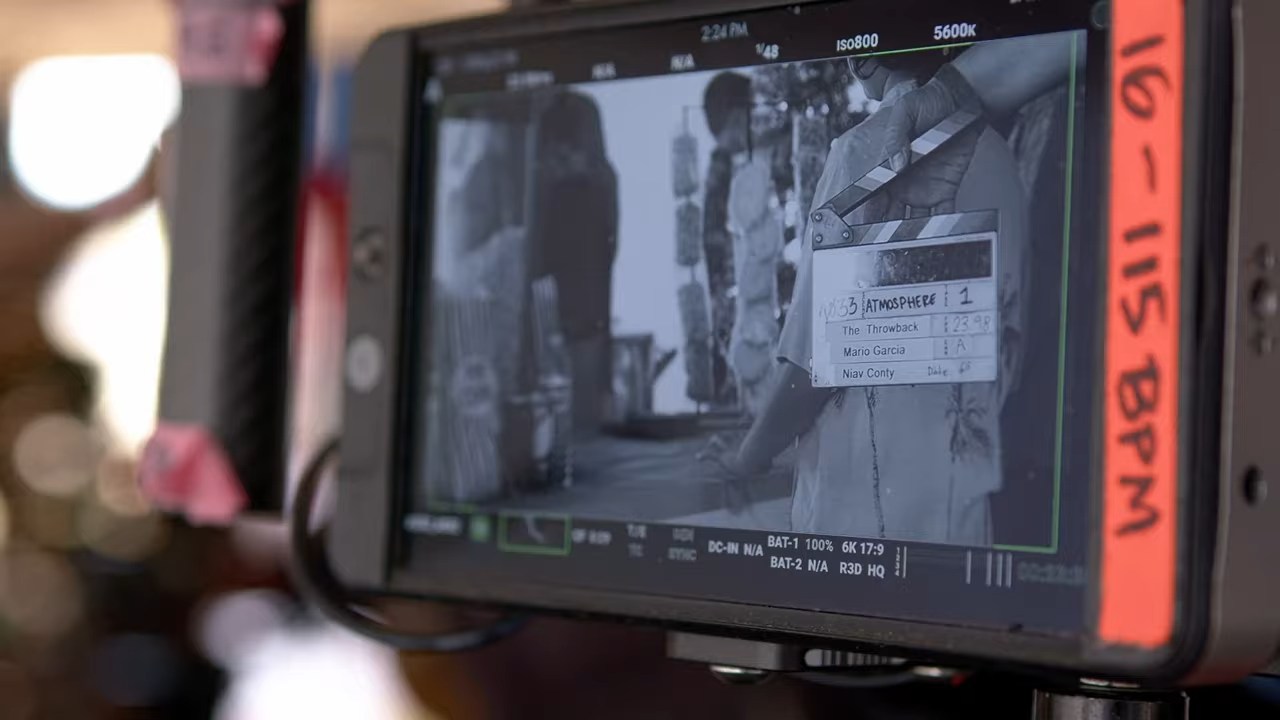 2:24 PM
N/A
N/A
1/48
ISO800
5600K
ATMOSPHERE 1
The Throwback 23.98
Mario Garcia A
Niav Conty Date
DC-IN N/A
BAT-1 100% 6K 17:9
BAT-2 N/A R3D HQ
16-115 BPM